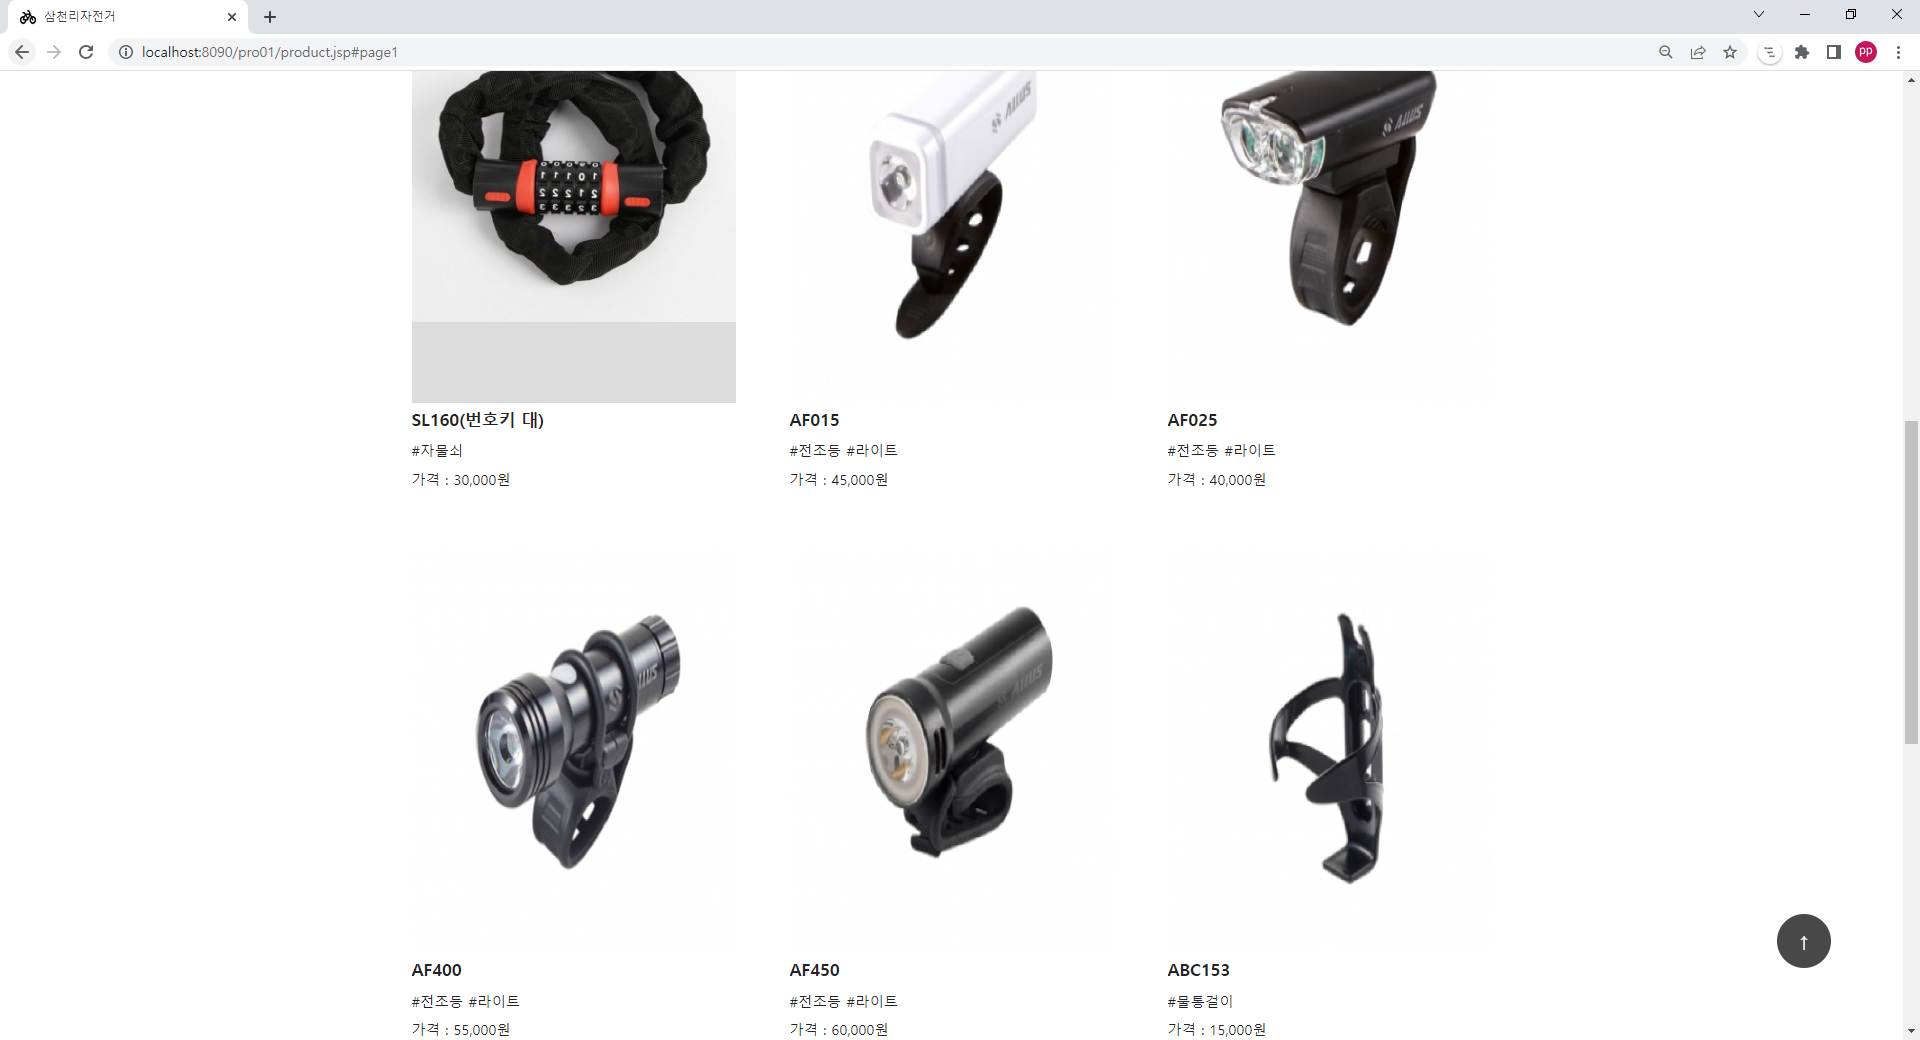 삼천리자전거
localhost:8090/pro01/product.jsp#page1
pp
ΛιιUS
ΛιιUS
SL160(번호키 대)
AF015
AF025
#자물쇠
#전조등 #라이트
#전조등 #라이트
가격 : 30,000원
가격 : 45,000원
가격 : 40,000원
AF400
AF450
ABC153
#전조등 #라이트
#전조등 #라이트
#물통걸이
가격 : 55,000원
가격 : 60,000원
가격 : 15,000원
↑